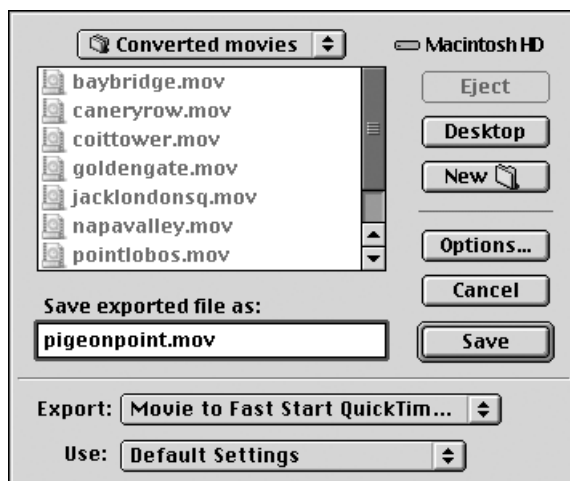 Converted movies
Macintosh HD
baybridge.mov
caneryrow.mov
coittower.mov
goldengate.mov
jacklondonsq.mov
napavalley.mov
pointlobos.mov
Eject
Desktop
New
Options...
Cancel
Save
Save exported file as:
pigeonpoint.mov
Export: Movie to Fast Start QuickTim...
Use: Default Settings